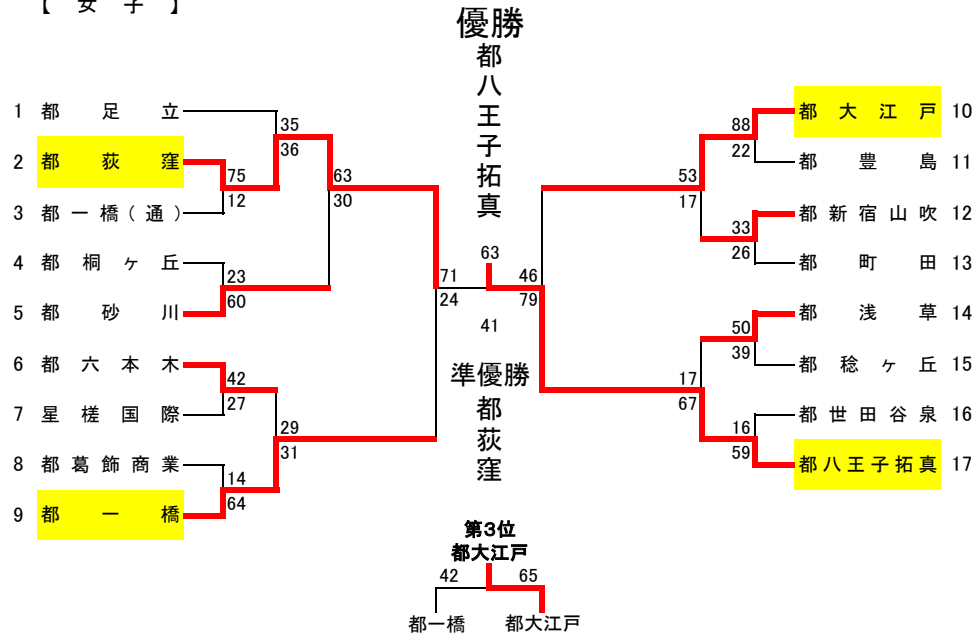 【 女 子 】
優勝
都八王子拓真
1 都 足 立
2 都 荻 窪
3 都 一 橋 ( 通 )
4 都 桐 ヶ 丘
5 都 砂 川
6 都 六 本 木
7 星 槎 国 際
8 都 葛 飾 商 業
9 都 一 橋
35
36
75
12
63
30
23
60
71
24
42
27
29
31
14
64
63
41
準優勝
都荻窪
46
79
53
17
88
22
33
26
17
67
50
39
16
59
都 大 江 戸 10
都 豊 島 11
都 新 宿 山 吹 12
都 町 田 13
都 浅 草 14
都 稔 ヶ 丘 15
都 世 田 谷 泉 16
都 八 王 子 拓 真 17
第3位
都大江戸
42 65
都一橋 都大江戸